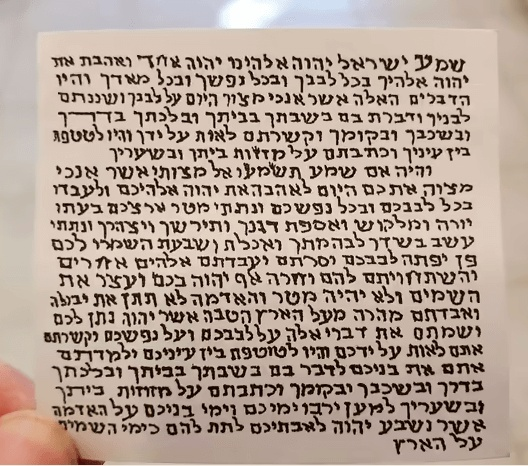 שמע ישראל יהוה אלהינו יהוה אחד ואהבת את
יהוה אלהיך בכל לבבך ובכל נפשך ובכל מאדך והיו
הדברים האלה אשר אנכי מצוך היום על לבבך ושננתם
לבניך ודברת בם בשבתך בביתך ובלכתך בדרך
ובשכבך ובקומך וקשרתם לאות על ידך והיו לטטפת
בין עיניך וכתבתם על מזזות ביתך ובשעריך
והיה אם שמע תשמעו אל מצותי אשר אנכי
מצוה אתכם היום לאהבה את יהוה אלהיכם ולעבדו
בכל לבבכם ובכל נפשכם ונתתי מטר ארצכם בעתו
יורה ומלקוש ואספת דגנך ותירשך ויצהרך ונתתי
עשב בשדך לבהמתך ואכלת ושבעת השמרו לכם
פן יפתה לבבכם וסרתם ועבדתם אלהים אחרים
והשתחויתם להם וחרה אף יהוה בכם ועצר את
השמים ולא יהיה מטר והאדמה לא תתן את יבולה
ואבדתם מהרה מעל הארץ הטבה אשר יהוה נתן לכם
ושמתם את דברי אלה על לבבכם ועל נפשכם וקשרתם
אתם לאות על ידכם והיו לטוטפת בין עיניכם ולמדתם
אתם את בניכם לדבר בם בשבתך בביתך ובלכתך
בדרך ובשכבך ובקומך וכתבתם על מזוזות ביתך
ובשעריך למען ירבו ימיכם וימי בניכם על האדמה
אשר נשבע יהוה לאבתיכם לתת להם כימי השמים
על הארץ